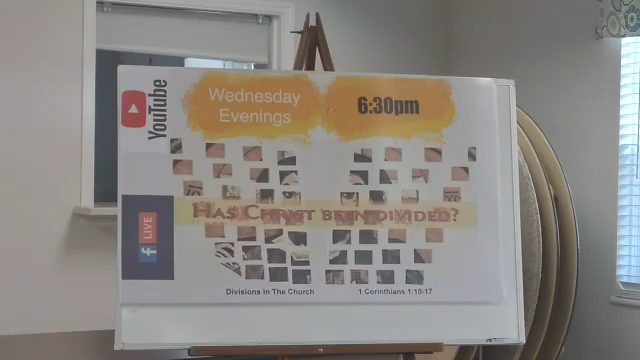 YouTube
Wednesday
Evenings
6:30pm
f LIVE
HAS CHRIST BEEN DIVIDED?
Divisions In The Church
1 Corinthians 1:10-17